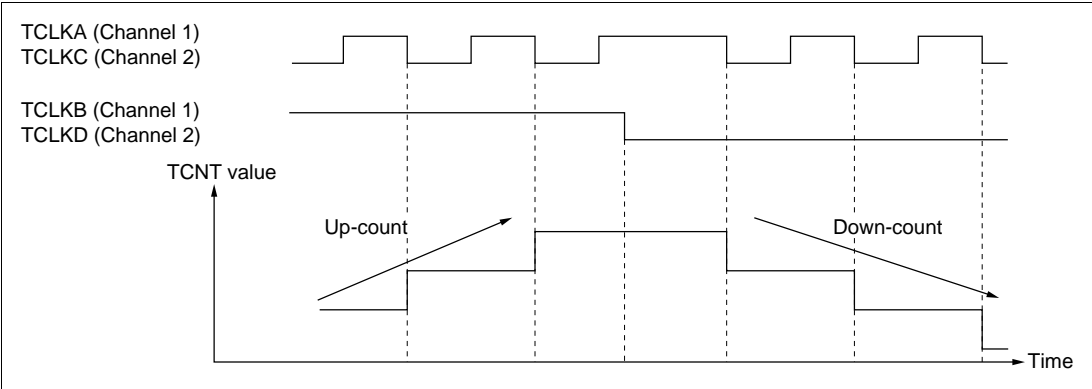 TCLKA (Channel 1)
TCLKC (Channel 2)
TCLKB (Channel 1)
TCLKD (Channel 2)
TCNT value
Up-count
Down-count
Time